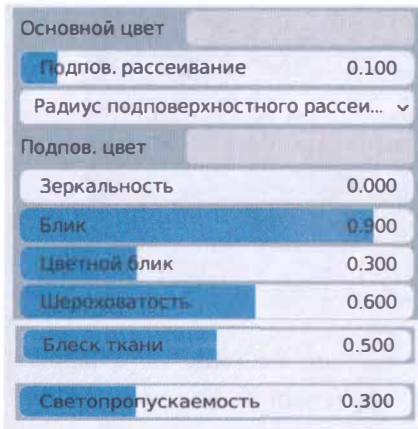 Основной цвет
Подпов. рассеивание 0.100
Радиус подповерхностного рассеи...
Подпов. цвет
Зеркальность 0.000
Блик 0.900
Цветной блик 0.300
Шероховатость 0.600
Блеск ткани 0.500
Светопропускаемость 0.300